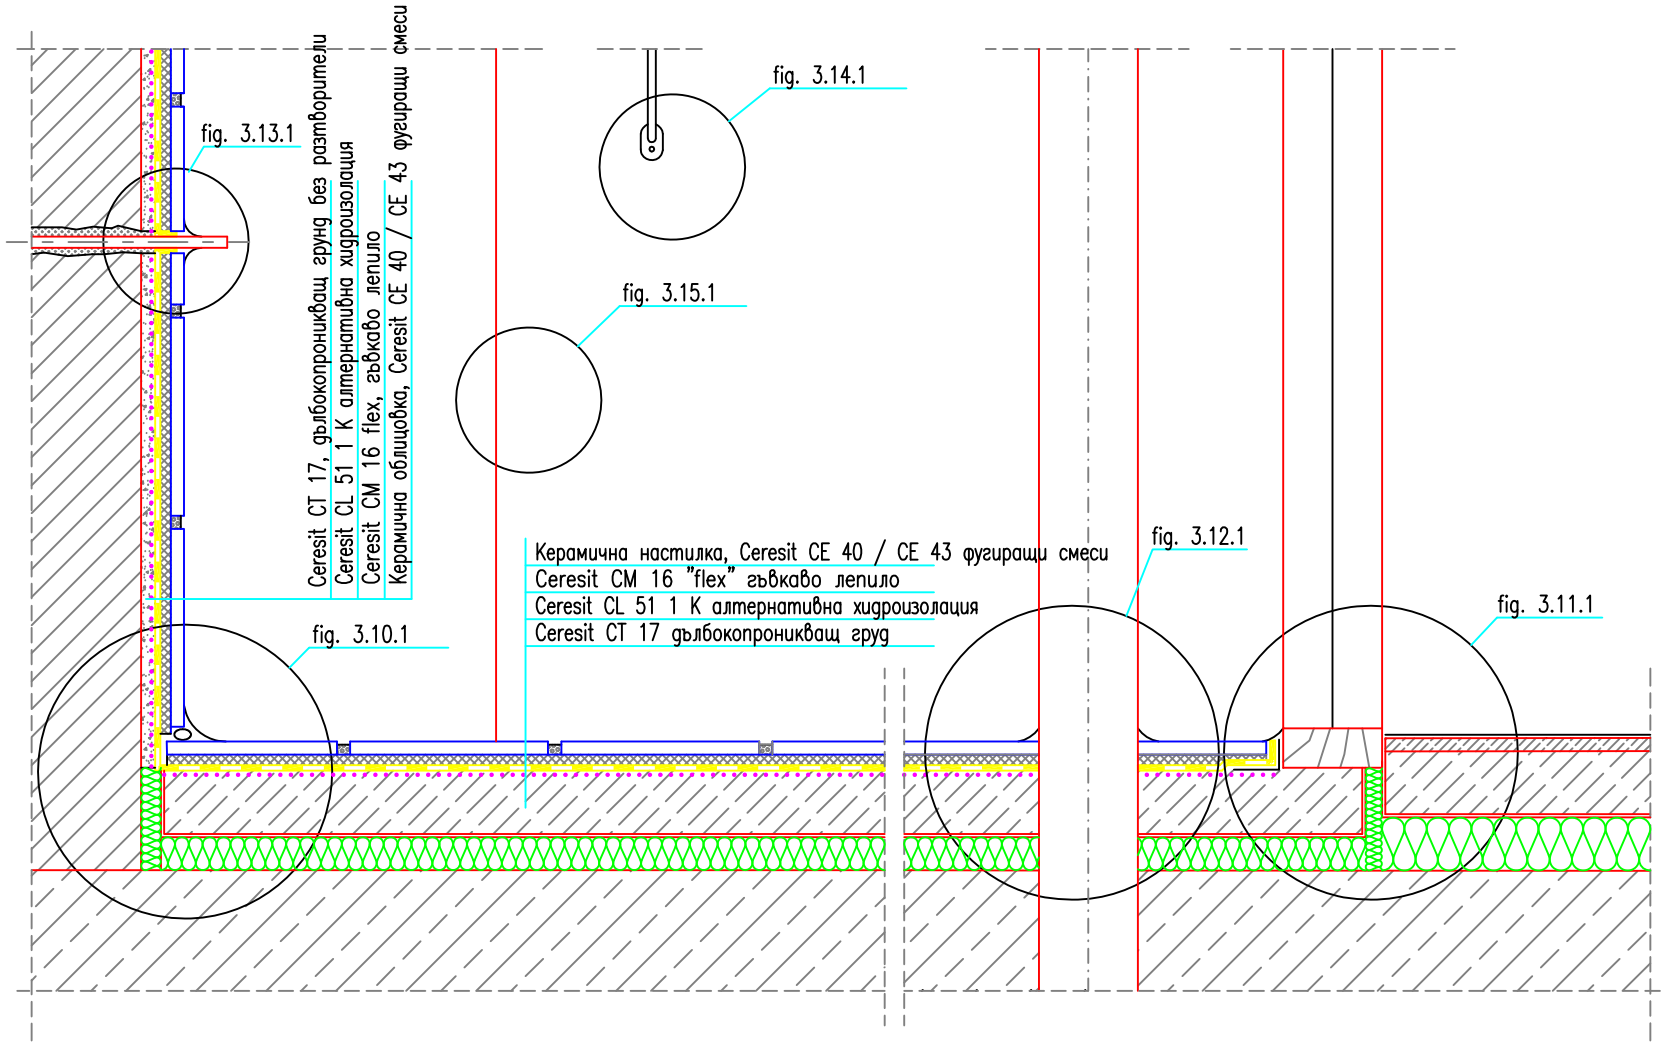 fig. 3.14.1
fig. 3.13.1
Ceresit CT 17, дълбокопроникващ грунд без разтворители
Ceresit CL 51 1 K алтернативна хидроизолация
Ceresit CM 16 flex, гъвкаво лепило
Керамична облицовка, Ceresit CE 40 / CE 43 фугиращи смеси
fig. 3.15.1
Керамична настилка, Ceresit CE 40 / CE 43 фугиращи смеси
Ceresit CM 16 "flex" гъвкаво лепило
Ceresit CL 51 1 K алтернативна хидроизолация
Ceresit CT 17 дълбокопроникващ груд
fig. 3.12.1
fig. 3.11.1
fig. 3.10.1